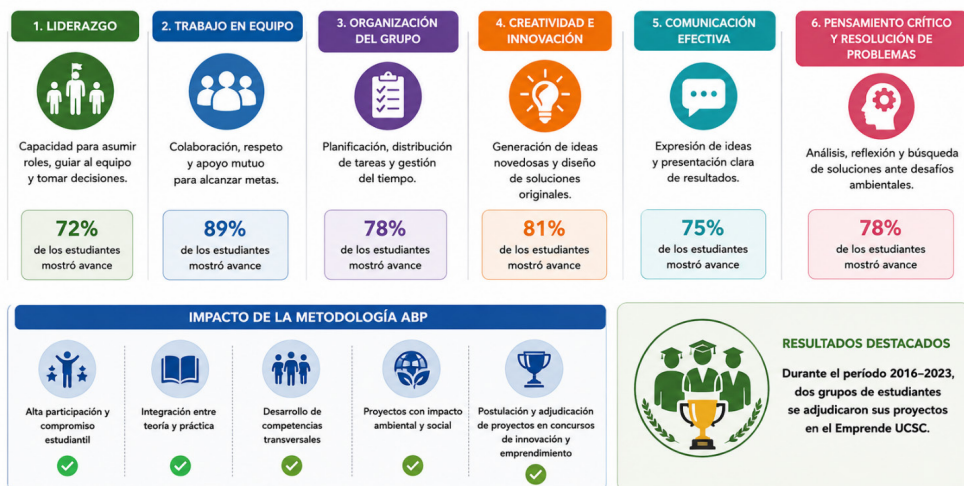 1. LIDERAZGO
Capacidad para asumir
roles, guiar al equipo
y tomar decisiones.
72%
de los estudiantes
mostró avance
2. TRABAJO EN EQUIPO
Colaboración, respeto
y apoyo mutuo
para alcanzar metas.
89%
de los estudiantes
mostró avance
3. ORGANIZACIÓN
DEL GRUPO
Planificación, distribución
de tareas y gestión
del tiempo.
78%
de los estudiantes
mostró avance
4. CREATIVIDAD E
INNOVACIÓN
Generación de ideas
novedosas y diseño
de soluciones
originales.
81%
de los estudiantes
mostró avance
5. COMUNICACIÓN
EFECTIVA
Expresión de ideas
y presentación clara
de resultados.
75%
de los estudiantes
mostró avance
6. PENSAMIENTO CRÍTICO
Y RESOLUCIÓN DE
PROBLEMAS
Análisis, reflexión y búsqueda
de soluciones ante desafíos
ambientales.
78%
de los estudiantes
mostró avance
IMPACTO DE LA METODOLOGÍA ABP
Alta participación y
compromiso
estudiantil
Integración entre
teoría y práctica
Desarrollo de
competencias
transversales
Proyectos con impacto
ambiental y social
Postulación y adjudicación
de proyectos en concursos
de innovación y
emprendimiento
RESULTADOS DESTACADOS
Durante el período 2016–2023,
dos grupos de estudiantes
se adjudicaron sus proyectos
en el Emprende UCSC.